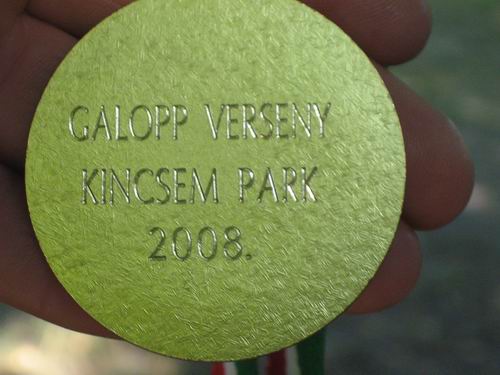 GALOPP VERSENY
KINCSEM PARK
2008.